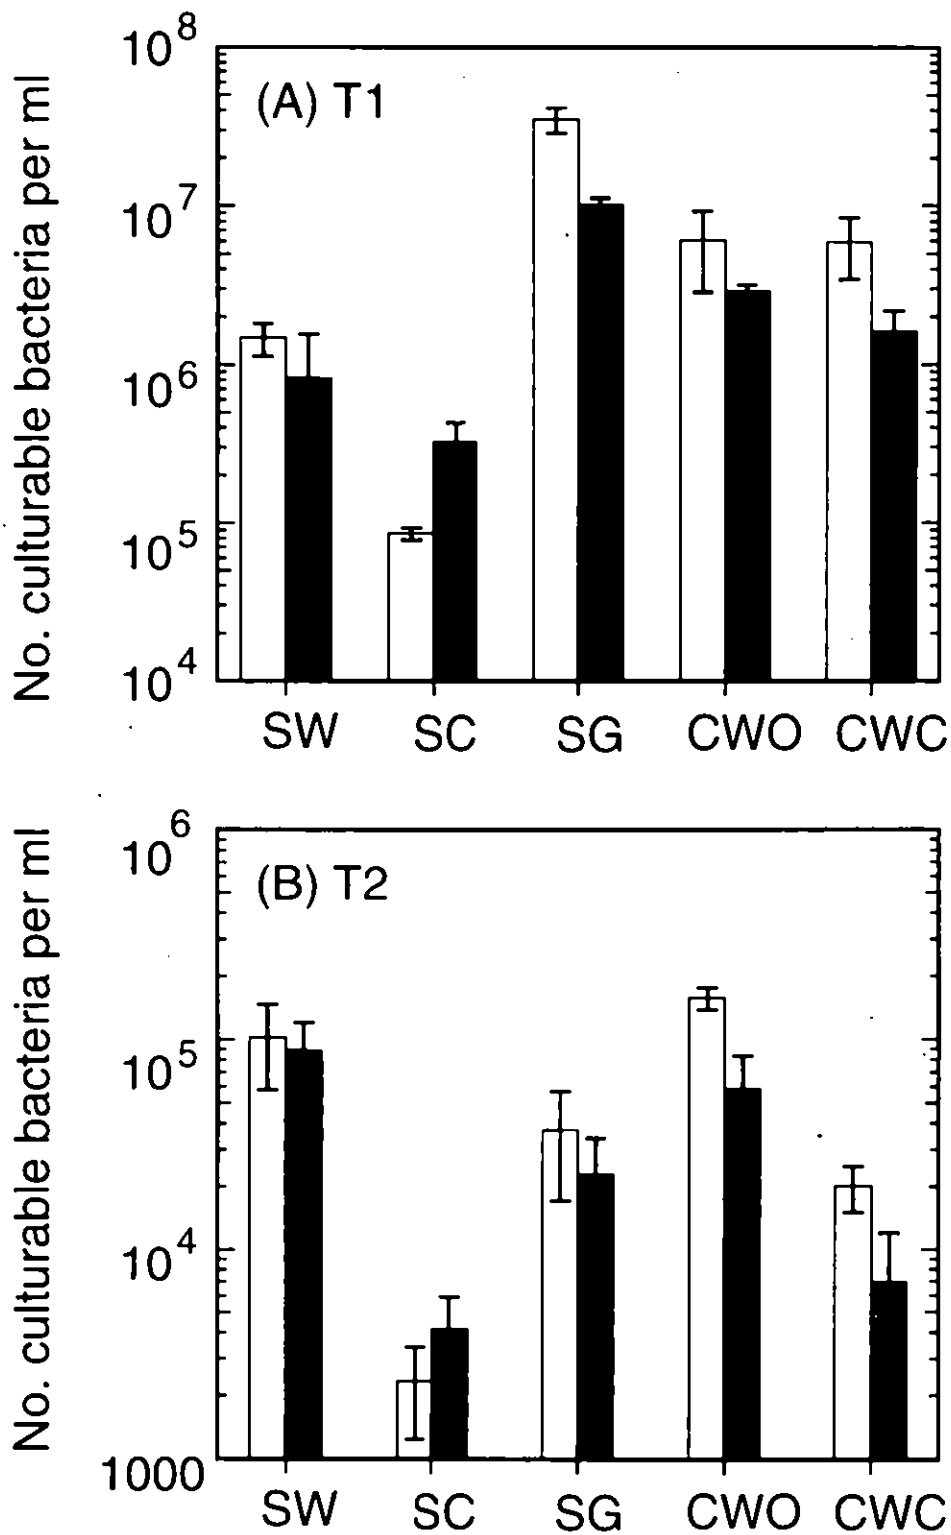 No. culturable bacteria per ml
10^8
10^7
10^6
10^5
10^4
(A) T1
SW SC SG CWO CWC
No. culturable bacteria per ml
10^6
10^5
10^4
1000
(B) T2
SW SC SG CWO CWC